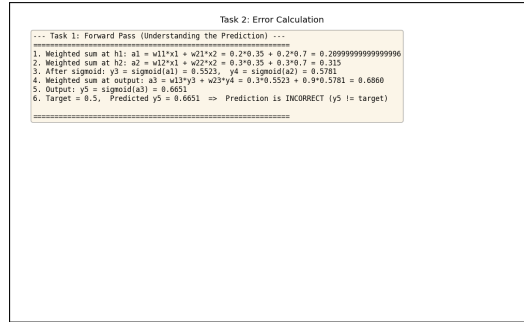 Task 2: Error Calculation
--- Task 1: Forward Pass (Understanding the Prediction) ---
============================================================
1. Weighted sum at h1: a1 = w11*x1 + w21*x2 = 0.2*0.35 + 0.2*0.7 = 0.20999999999999996
2. Weighted sum at h2: a2 = w12*x1 + w22*x2 = 0.3*0.35 + 0.3*0.7 = 0.315
3. After sigmoid: y3 = sigmoid(a1) = 0.5523,  y4 = sigmoid(a2) = 0.5781
4. Weighted sum at output: a3 = w13*y3 + w23*y4 = 0.3*0.5523 + 0.9*0.5781 = 0.6860
5. Output: y5 = sigmoid(a3) = 0.6651
6. Target = 0.5,  Predicted y5 = 0.6651  =>  Prediction is INCORRECT (y5 != target)
============================================================